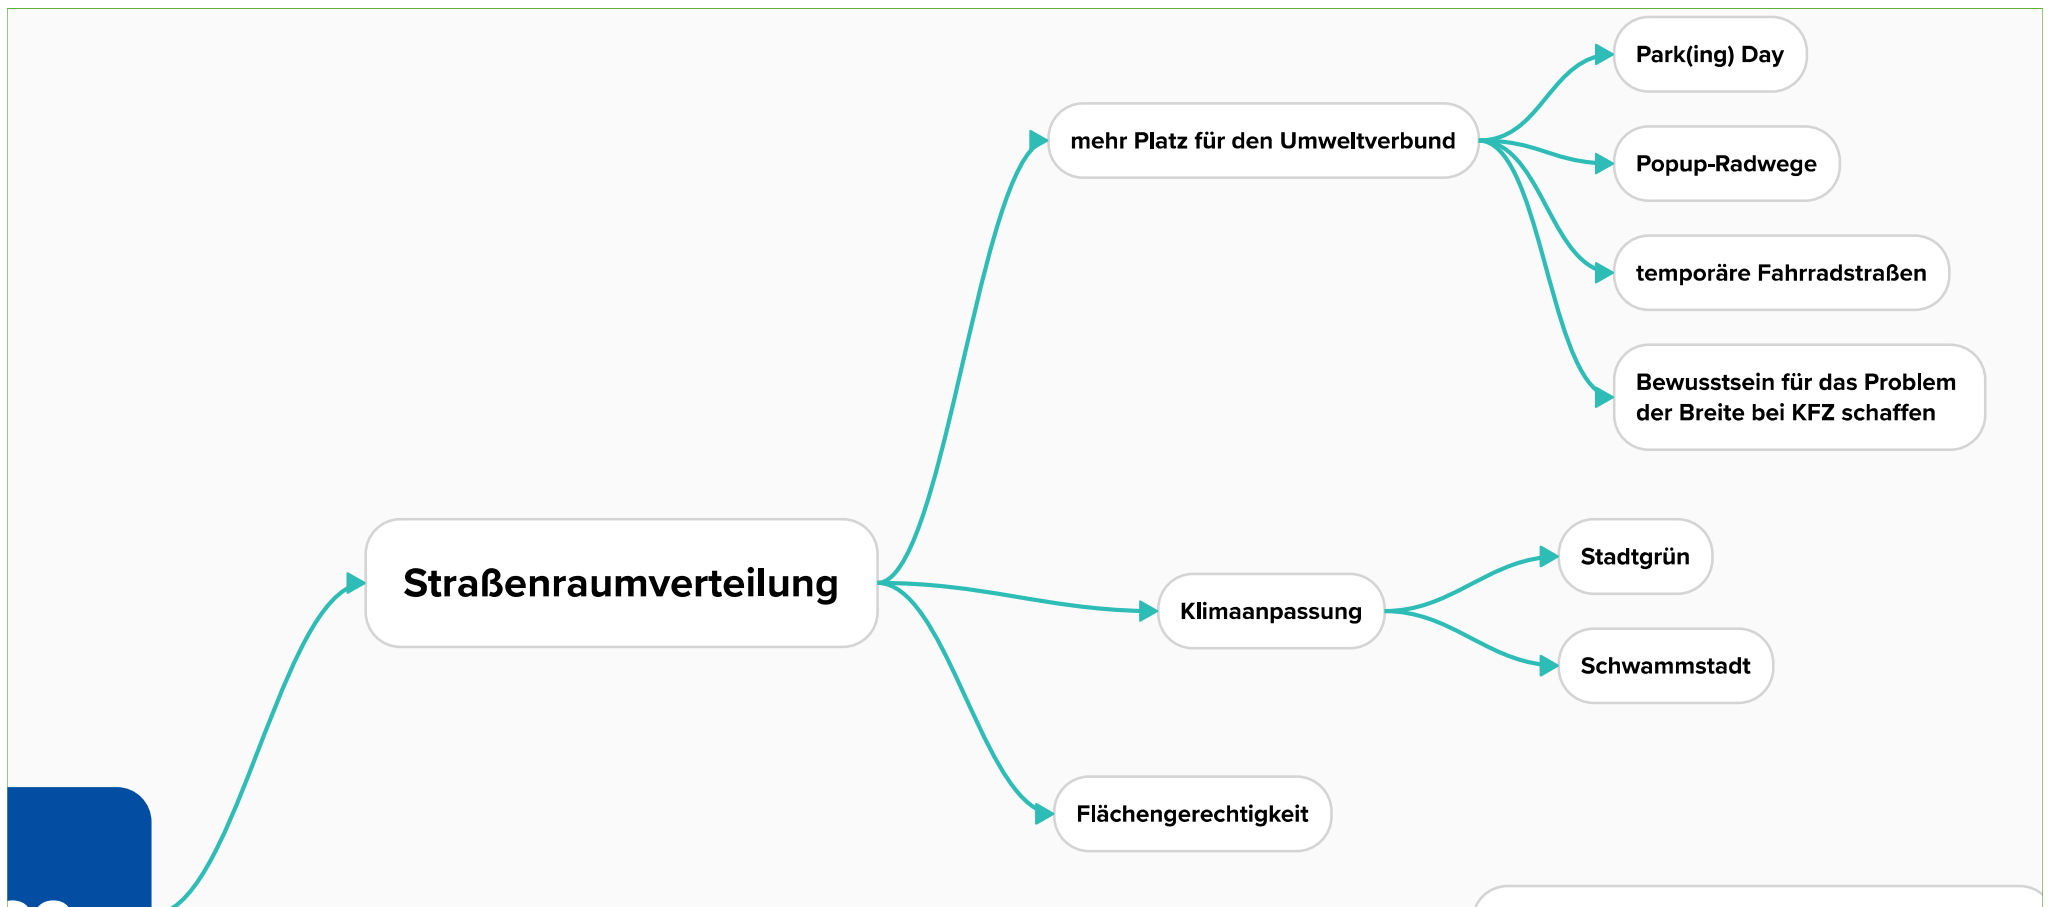 Park(ing) Day
mehr Platz für den Umweltverbund
Popup-Radwege
temporäre Fahrradstraßen
Bewusstsein für das Problem
der Breite bei KFZ schaffen
Straßenraumverteilung
Stadtgrün
Klimaanpassung
Schwammstadt
Flächengerechtigkeit